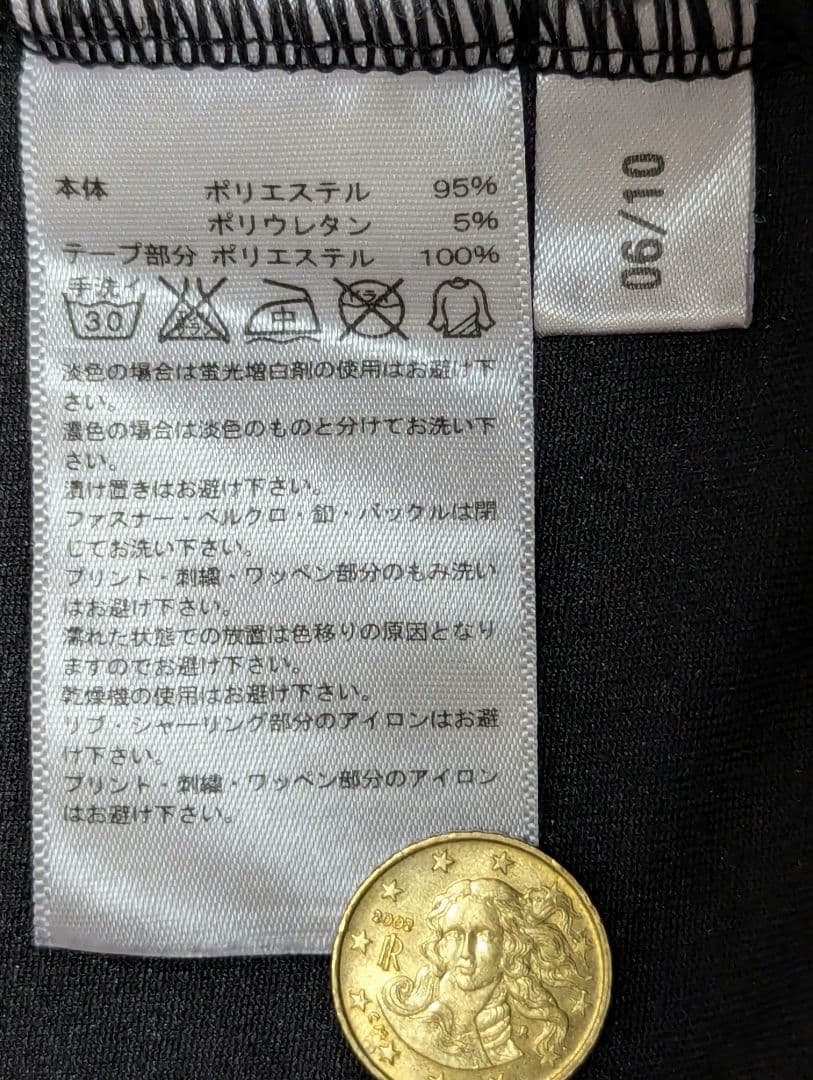 本体 ポリエステル 95%
ポリウレタン 5%
テープ部分 ポリエステル 100%
手洗イ
30
エンソサラシ
中
ドライ
淡色の場合は蛍光増白剤の使用はお避け下
さい。
濃色の場合は淡色のものと分けてお洗い下
さい。
漬け置きはお避け下さい。
ファスナー・ベルクロ・釦・バックルは閉
じてお洗い下さい。
プリント・刺繍・ワッペン部分のもみ洗い
はお避け下さい。
濡れた状態での放置は色移りの原因となり
ますのでお避け下さい。
乾燥機の使用はお避け下さい。
リブ・シャーリング部分のアイロンはお避
け下さい。
プリント・刺繍・ワッペン部分のアイロン
はお避け下さい。
06/10
2002
RI